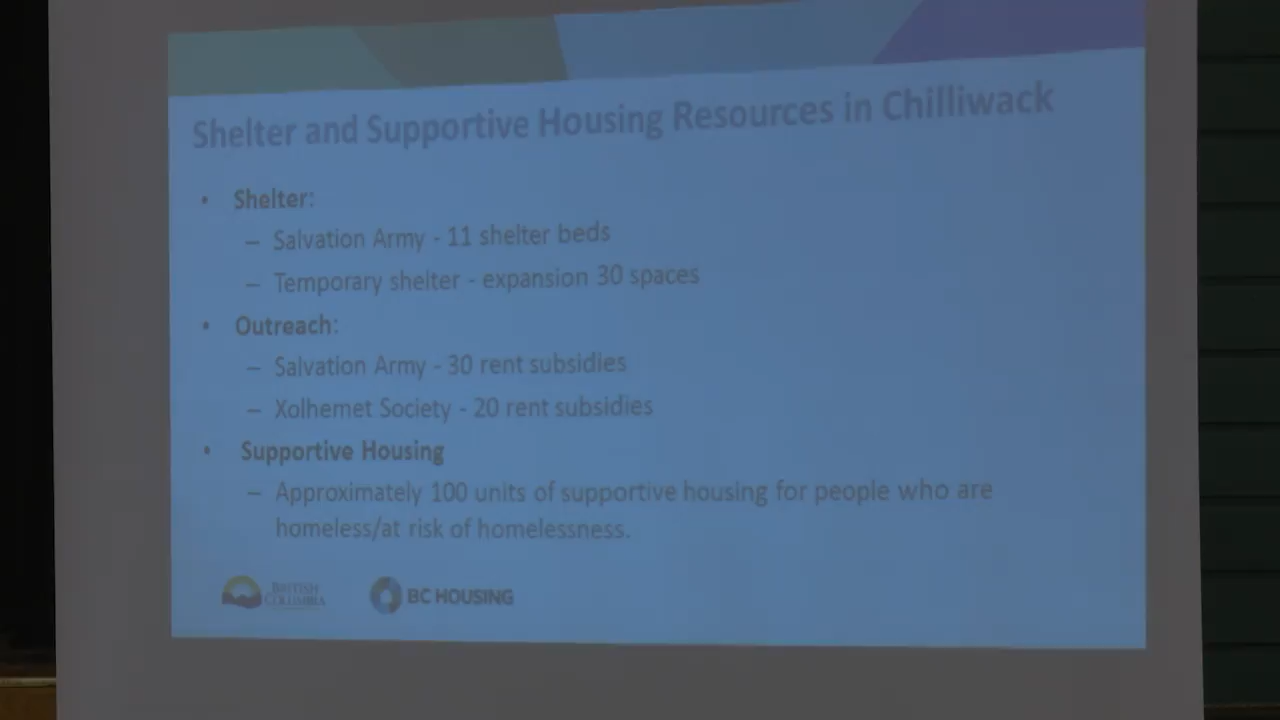 Shelter and Supportive Housing Resources in Chilliwack
• Shelter:
– Salvation Army - 11 shelter beds
– Temporary shelter - expansion 30 spaces
• Outreach:
– Salvation Army - 30 rent subsidies
– Xolhemet Society - 20 rent subsidies
• Supportive Housing
– Approximately 100 units of supportive housing for people who are
homeless/at risk of homelessness.
BRITISH
COLUMBIA
BC HOUSING